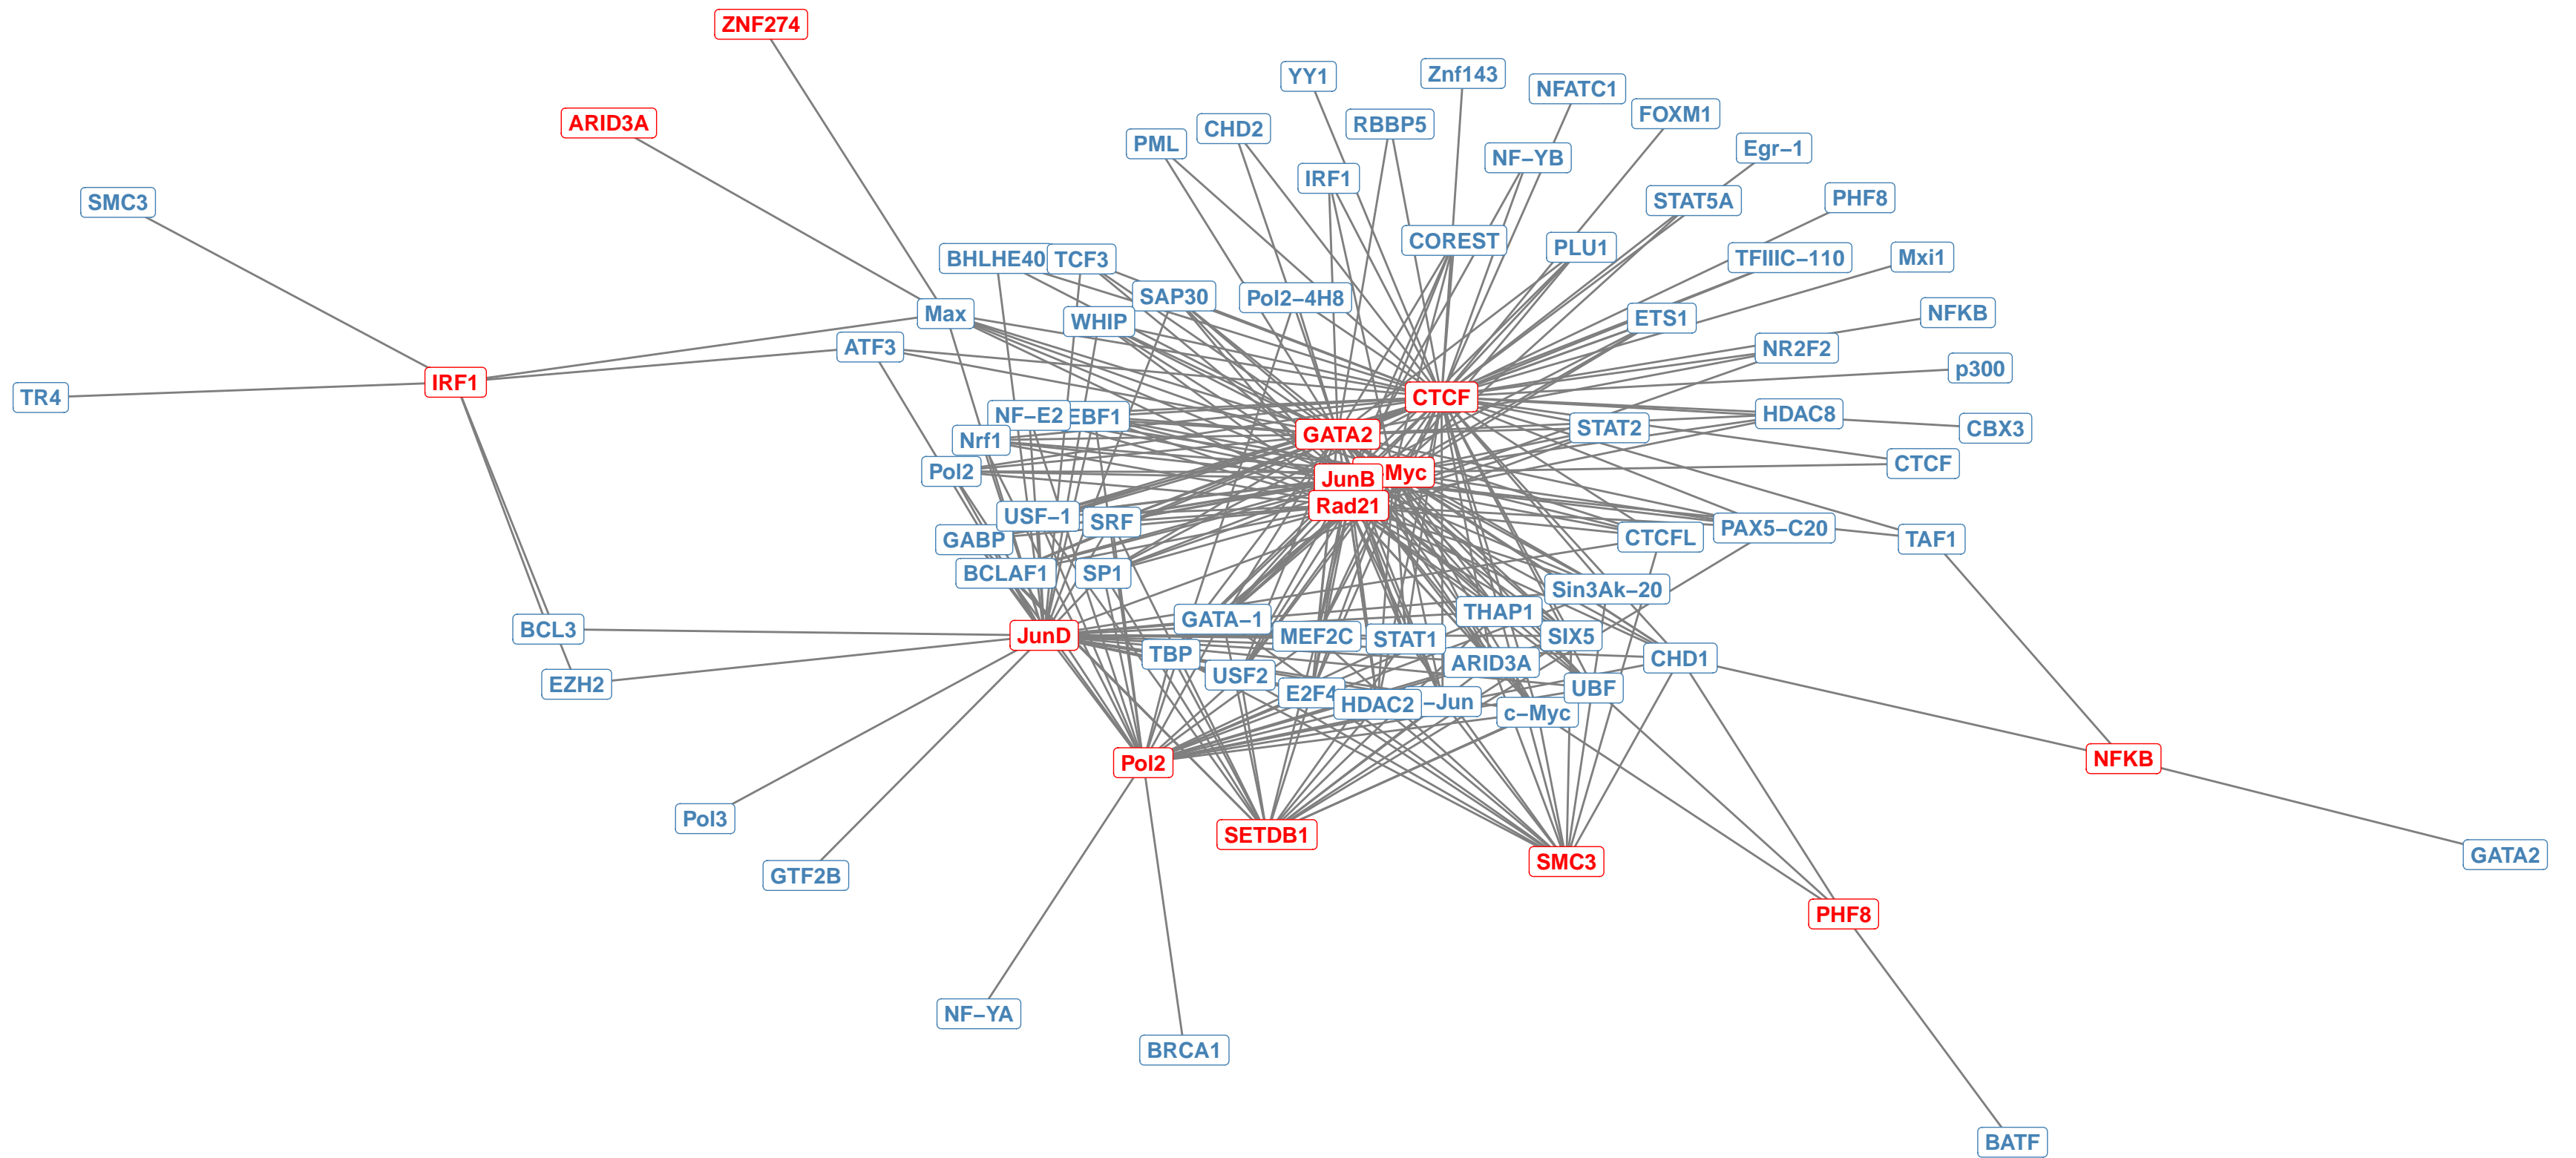 ZNF274
YY1
Znf143
NFATC1
FOXM1
ARID3A
RBBP5
CHD2
PML
Egr−1
NF−YB
IRF1
STAT5A
PHF8
SMC3
COREST
PLU1
BHLHE40
TCF3
TFIIIC−110
Mxi1
SAP30
Pol2−4H8
Max
WHIP
ETS1
NFKB
ATF3
NR2F2
p300
IRF1
TR4
CTCF
NF−E2
EBF1
HDAC8
STAT2
CBX3
GATA2
Nrf1
CTCF
Pol2
Myc
JunB
Rad21
USF−1
SRF
PAX5−C20
GABP
CTCFL
TAF1
BCLAF1
SP1
Sin3Ak−20
THAP1
GATA−1
BCL3
JunD
MEF2C
STAT1
SIX5
TBP
ARID3A
CHD1
USF2
EZH2
E2F4
HDAC2
−Jun
UBF
c−Myc
Pol2
NFKB
Pol3
SETDB1
GATA2
SMC3
GTF2B
PHF8
NF−YA
BRCA1
BATF